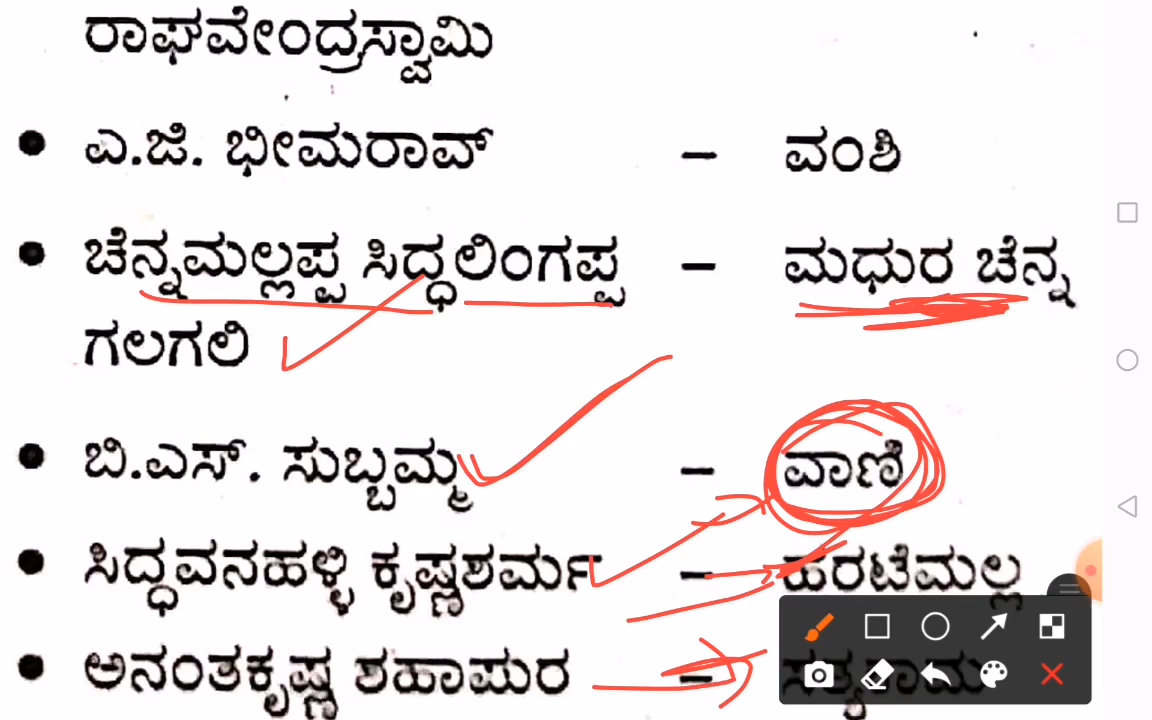 ರಾಘವೇಂದ್ರಸ್ವಾಮಿ
• ಎ.ಜಿ. ಭೀಮರಾವ್ – ವಂಶಿ
• ಚೆನ್ನಮಲ್ಲಪ್ಪ ಸಿದ್ಧಲಿಂಗಪ್ಪ – ಮಧುರ ಚೆನ್ನ
ಗಲಗಲಿ
• ಬಿ.ಎಸ್. ಸುಬ್ಬಮ್ಮ – ವಾಣಿ
• ಸಿದ್ಧವನಹಳ್ಳಿ ಕೃಷ್ಣಶರ್ಮ – ಹರಟೆಮಲ್ಲ
• ಅನಂತಕೃಷ್ಣ ಶಹಾಪುರ –